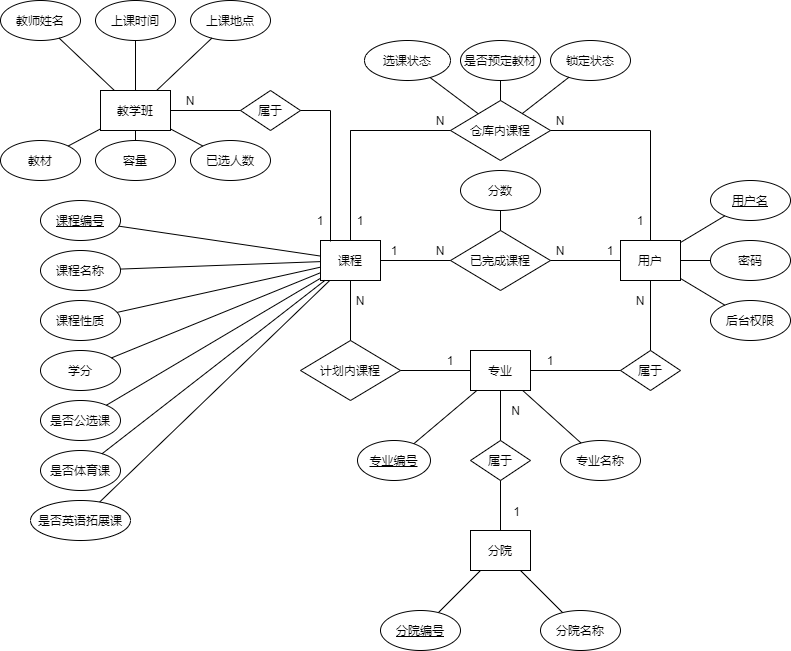 教师姓名
上课时间
上课地点
教学班
N
属于
教材
容量
已选人数
选课状态
是否预定教材
锁定状态
N
仓库内课程
N
1
1
1
分数
课程编号
课程名称
课程性质
学分
是否公选课
是否体育课
是否英语拓展课
课程
1
N
已完成课程
N
1
用户
用户名
密码
后台权限
N
N
计划内课程
1
专业
1
属于
N
专业编号
属于
专业名称
1
分院
分院编号
分院名称